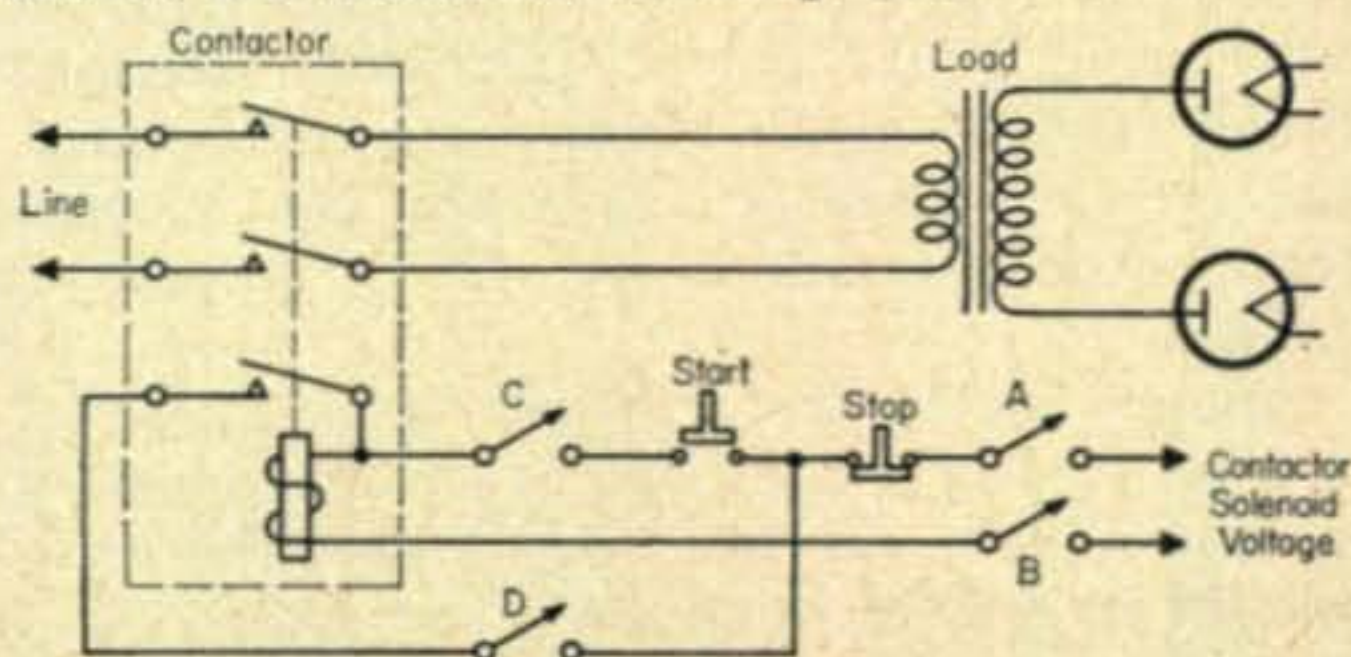 Contactor
Load
Line
Start
C
Stop
A
Contactor
Solenoid
Voltage
B
D